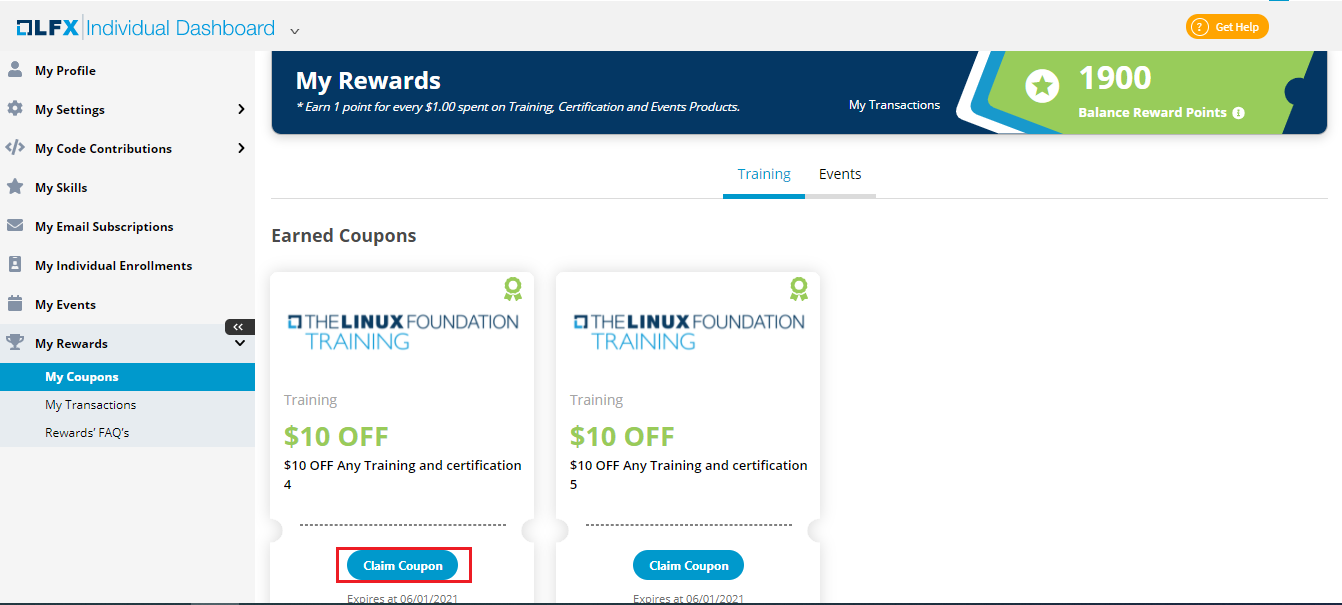 LFX Individual Dashboard
? Get Help
My Profile
My Settings
My Code Contributions
My Skills
My Email Subscriptions
My Individual Enrollments
My Events
My Rewards
My Coupons
My Transactions
Rewards' FAQ's
My Rewards
* Earn 1 point for every $1.00 spent on Training, Certification and Events Products.
My Transactions
1900
Balance Reward Points i
Training Events
Earned Coupons
THE LINUX FOUNDATION
TRAINING
Training
$10 OFF
$10 OFF Any Training and certification
4
Claim Coupon
Expires at 06/01/2021
THE LINUX FOUNDATION
TRAINING
Training
$10 OFF
$10 OFF Any Training and certification
5
Claim Coupon
Expires at 06/01/2021